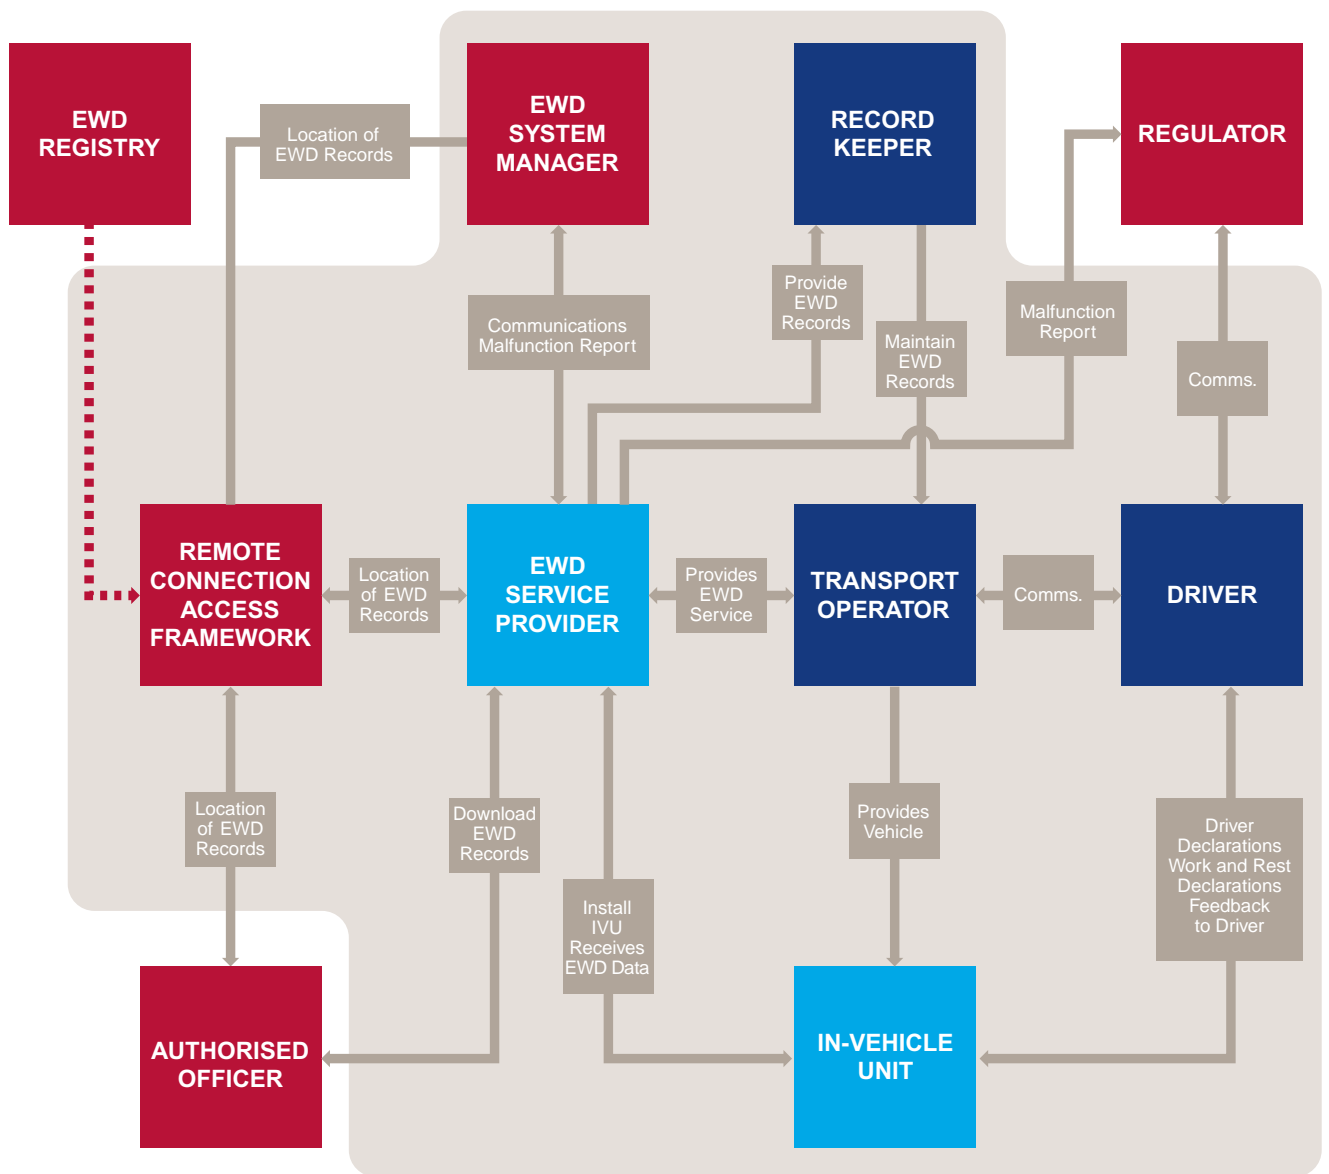 EWD
REGISTRY
Location of
EWD Records
EWD
SYSTEM
MANAGER
RECORD
KEEPER
REGULATOR
Communications
Malfunction Report
Provide
EWD
Records
Maintain
EWD
Records
Malfunction
Report
Comms.
REMOTE
CONNECTION
ACCESS
FRAMEWORK
Location
of EWD
Records
EWD
SERVICE
PROVIDER
Provides
EWD
Service
TRANSPORT
OPERATOR
Comms.
DRIVER
Location
of EWD
Records
Download
EWD
Records
Install
IVU
Receives
EWD Data
Provides
Vehicle
Driver
Declarations
Work and Rest
Declarations
Feedback
to Driver
AUTHORISED
OFFICER
IN-VEHICLE
UNIT